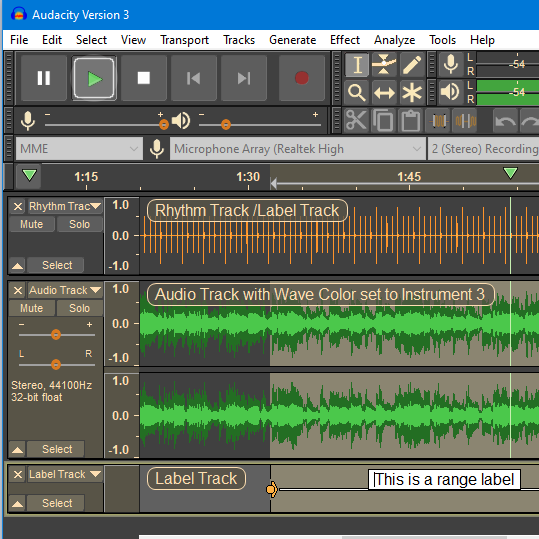 Audacity Version 3
File Edit Select View Transport Tracks Generate Effect Analyze Tools Help
L
R
-54
L
R
-54
- +
- +
MME
Microphone Array (Realtek High
2 (Stereo) Recording
1:15 1:30 1:45
Rhythm Trac
Mute Solo
Select
1.0
0.0
-1.0
Rhythm Track /Label Track
Audio Track
Mute Solo
- +
L R
Stereo, 44100Hz
32-bit float
Select
1.0
0.0
-1.0
1.0
0.0
-1.0
Audio Track with Wave Color set to Instrument 3
Label Track
Select
Label Track
This is a range label